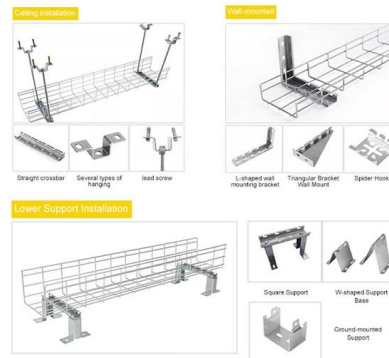 Ceiling installation
Straight crossbar
Several types of
hanging
lead screw
Wall-mounted
L-shaped wall
mounting bracket
Triangular Bracket
Wall Mount
Spider Hook
Lower Support Installation
Square Support
W-shaped Support
Base
Ground-mounted
Support